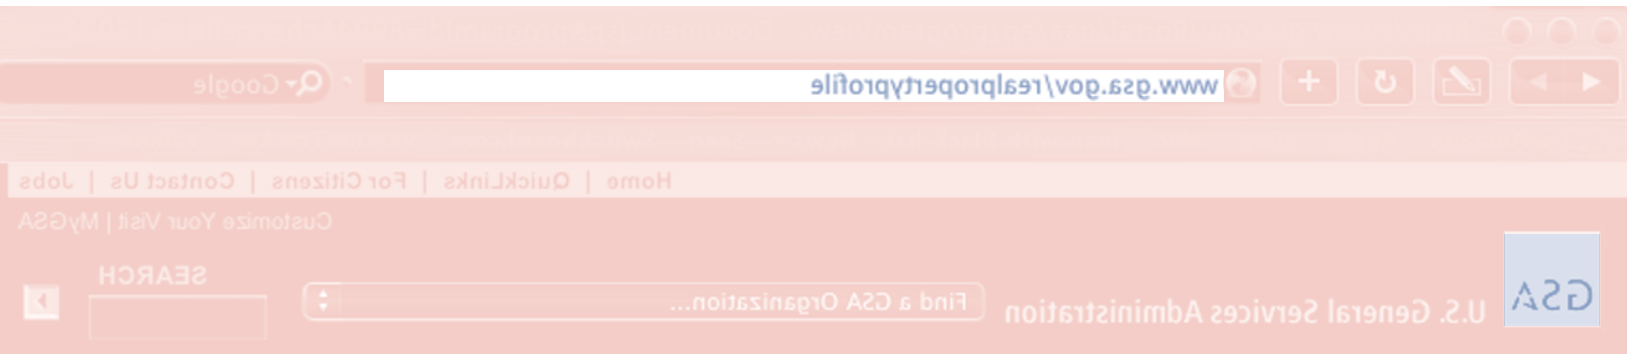 www.gsa.gov/realpropertyprofile
Google
Home | QuickLinks | For Citizens | Contact Us | Jobs
Customize Your Visit | MyGSA
GSA
U.S. General Services Administration
Find a GSA Organization...
SEARCH